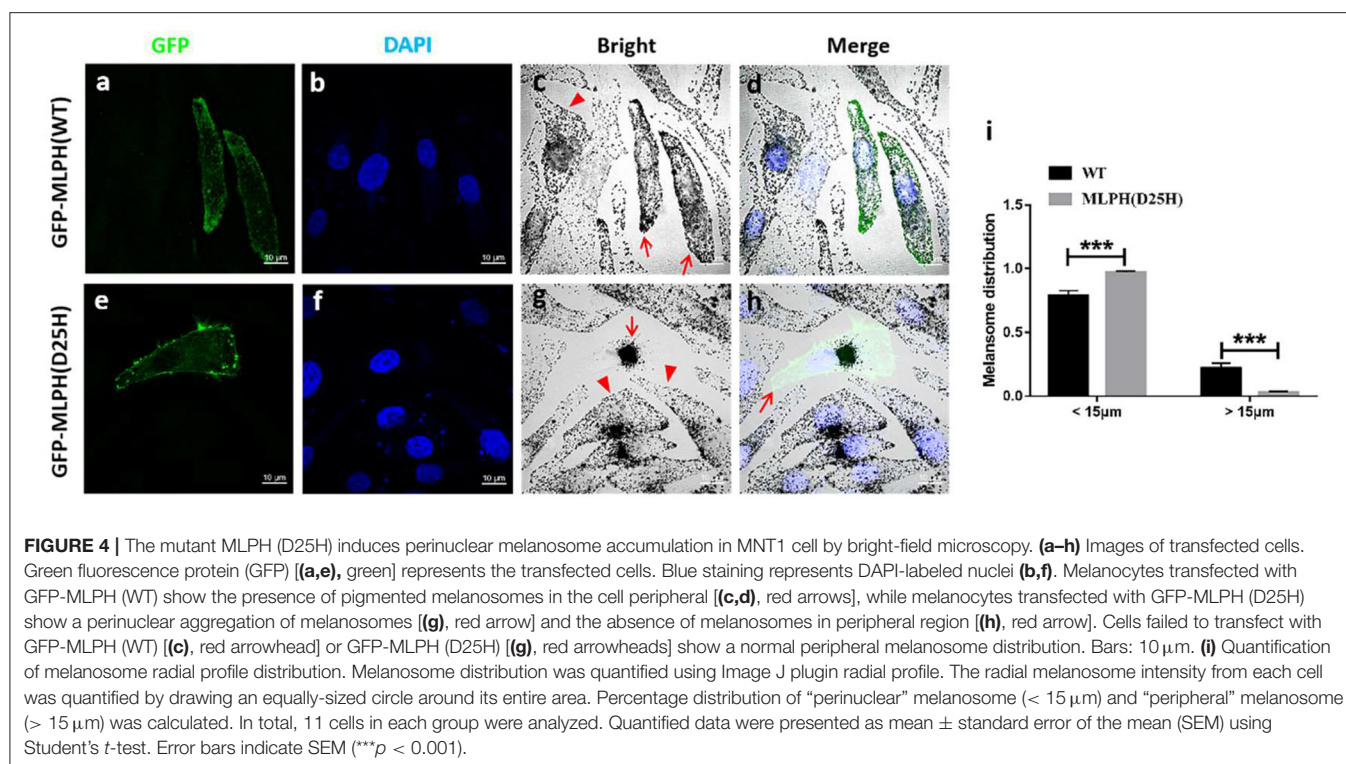 GFP DAPI Bright Merge
GFP-MLPH(WT)
a b c d
10 μm 10 μm
GFP-MLPH(D25H)
e f g h
10 μm 10 μm
i
WT
MLPH(D25H)
Melansome distribution
1.5
1.0
0.5
0.0
*** ***
< 15μm > 15μm
FIGURE 4 | The mutant MLPH (D25H) induces perinuclear melanosome accumulation in MNT1 cell by bright-field microscopy. (a–h) Images of transfected cells.
Green fluorescence protein (GFP) [(a,e), green] represents the transfected cells. Blue staining represents DAPI-labeled nuclei (b,f). Melanocytes transfected with
GFP-MLPH (WT) show the presence of pigmented melanosomes in the cell peripheral [(c,d), red arrows], while melanocytes transfected with GFP-MLPH (D25H)
show a perinuclear aggregation of melanosomes [(g), red arrow] and the absence of melanosomes in peripheral region [(h), red arrow]. Cells failed to transfect with
GFP-MLPH (WT) [(c), red arrowhead] or GFP-MLPH (D25H) [(g), red arrowheads] show a normal peripheral melanosome distribution. Bars: 10 μm. (i) Quantification
of melanosome radial profile distribution. Melanosome distribution was quantified using Image J plugin radial profile. The radial melanosome intensity from each cell
was quantified by drawing an equally-sized circle around its entire area. Percentage distribution of “perinuclear” melanosome (< 15 μm) and “peripheral” melanosome
(> 15 μm) was calculated. In total, 11 cells in each group were analyzed. Quantified data were presented as mean ± standard error of the mean (SEM) using
Student’s t-test. Error bars indicate SEM (***p < 0.001).